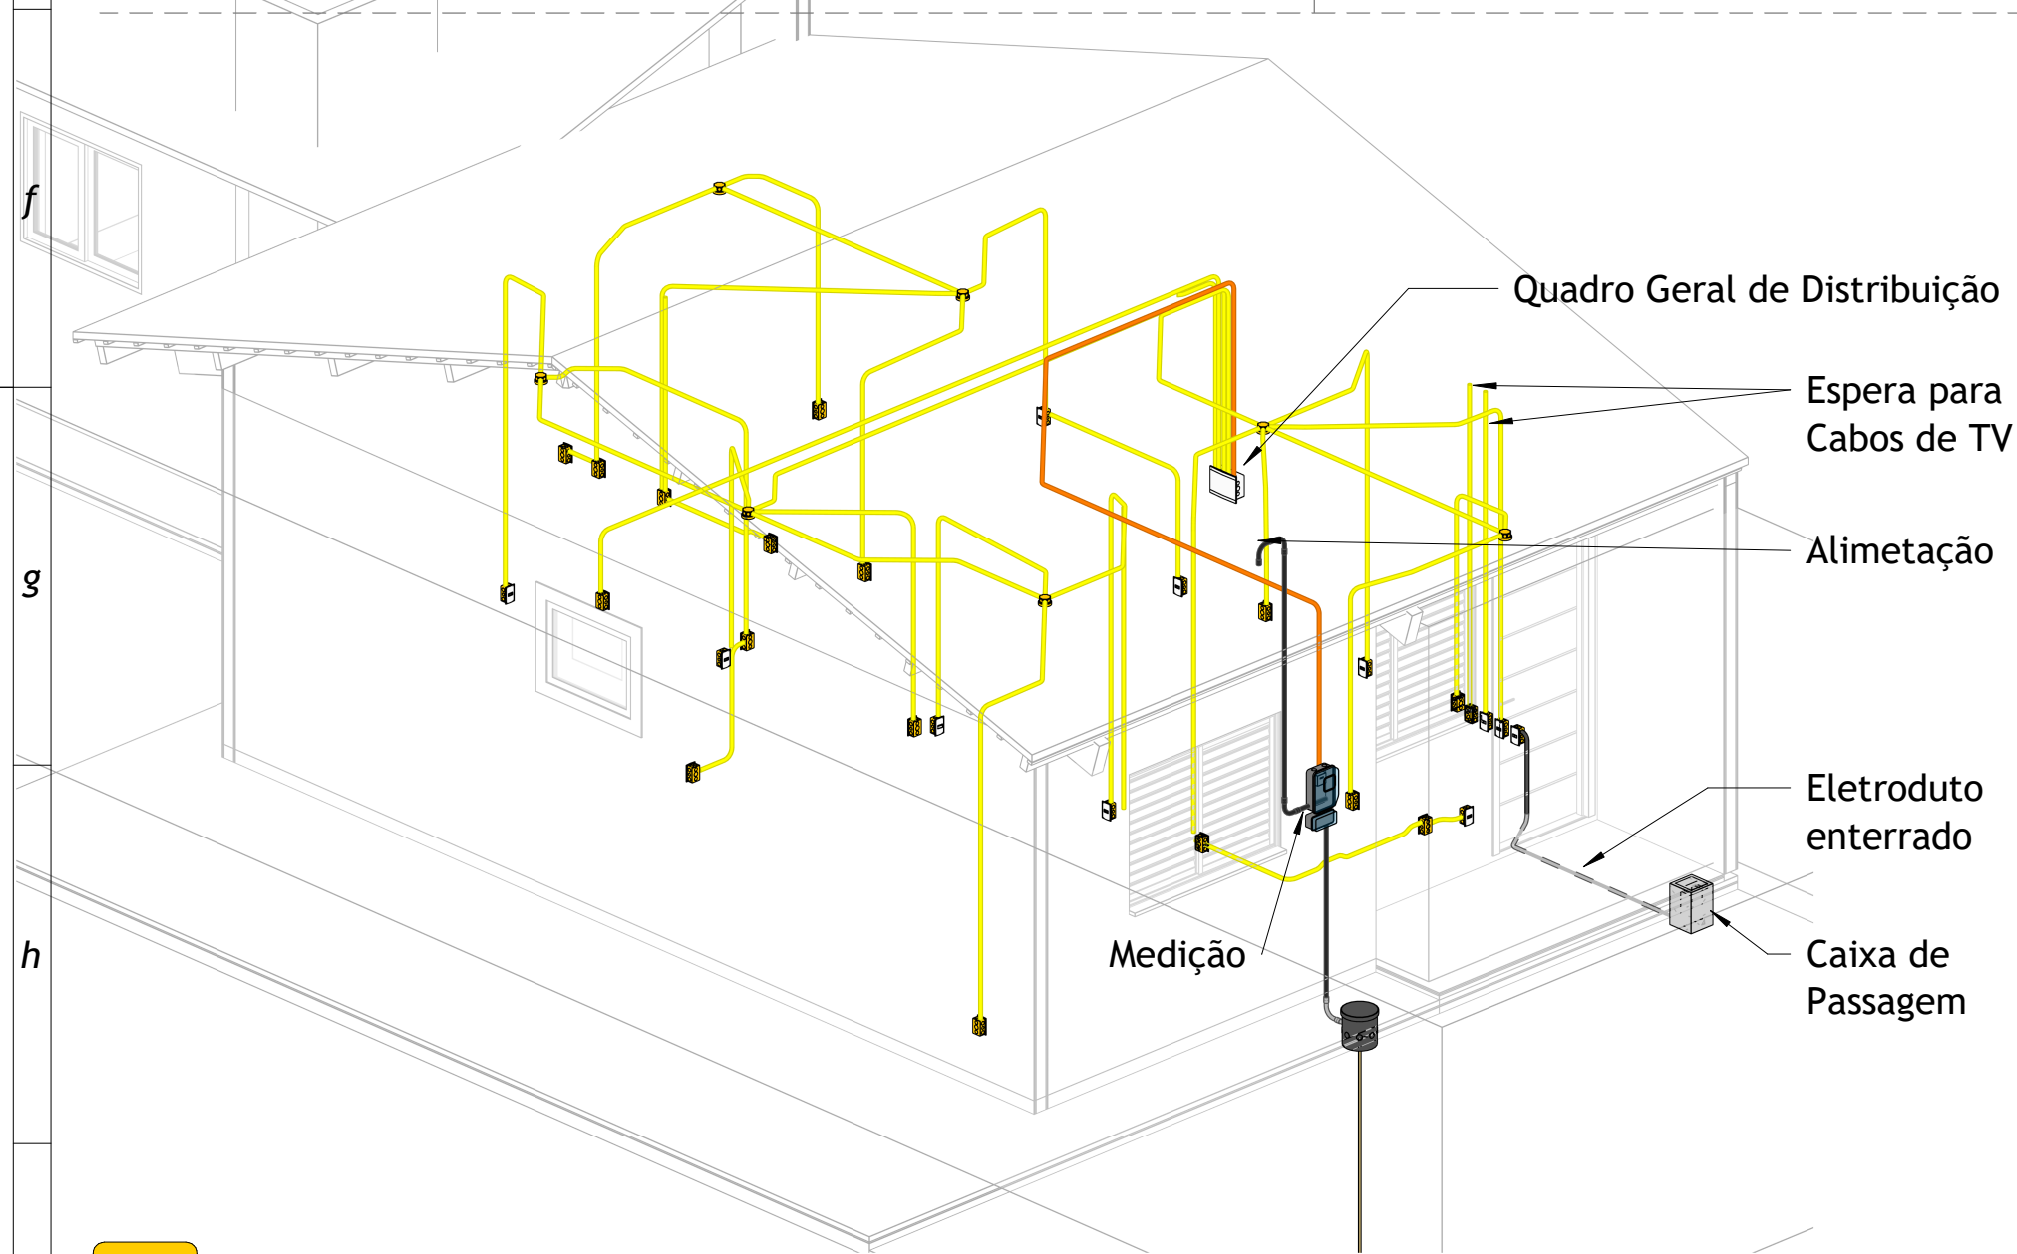 f
Quadro Geral de Distribuição
Espera para
Cabos de TV
Alimetação
g
Eletroduto
enterrado
Medição
h
Caixa de
Passagem